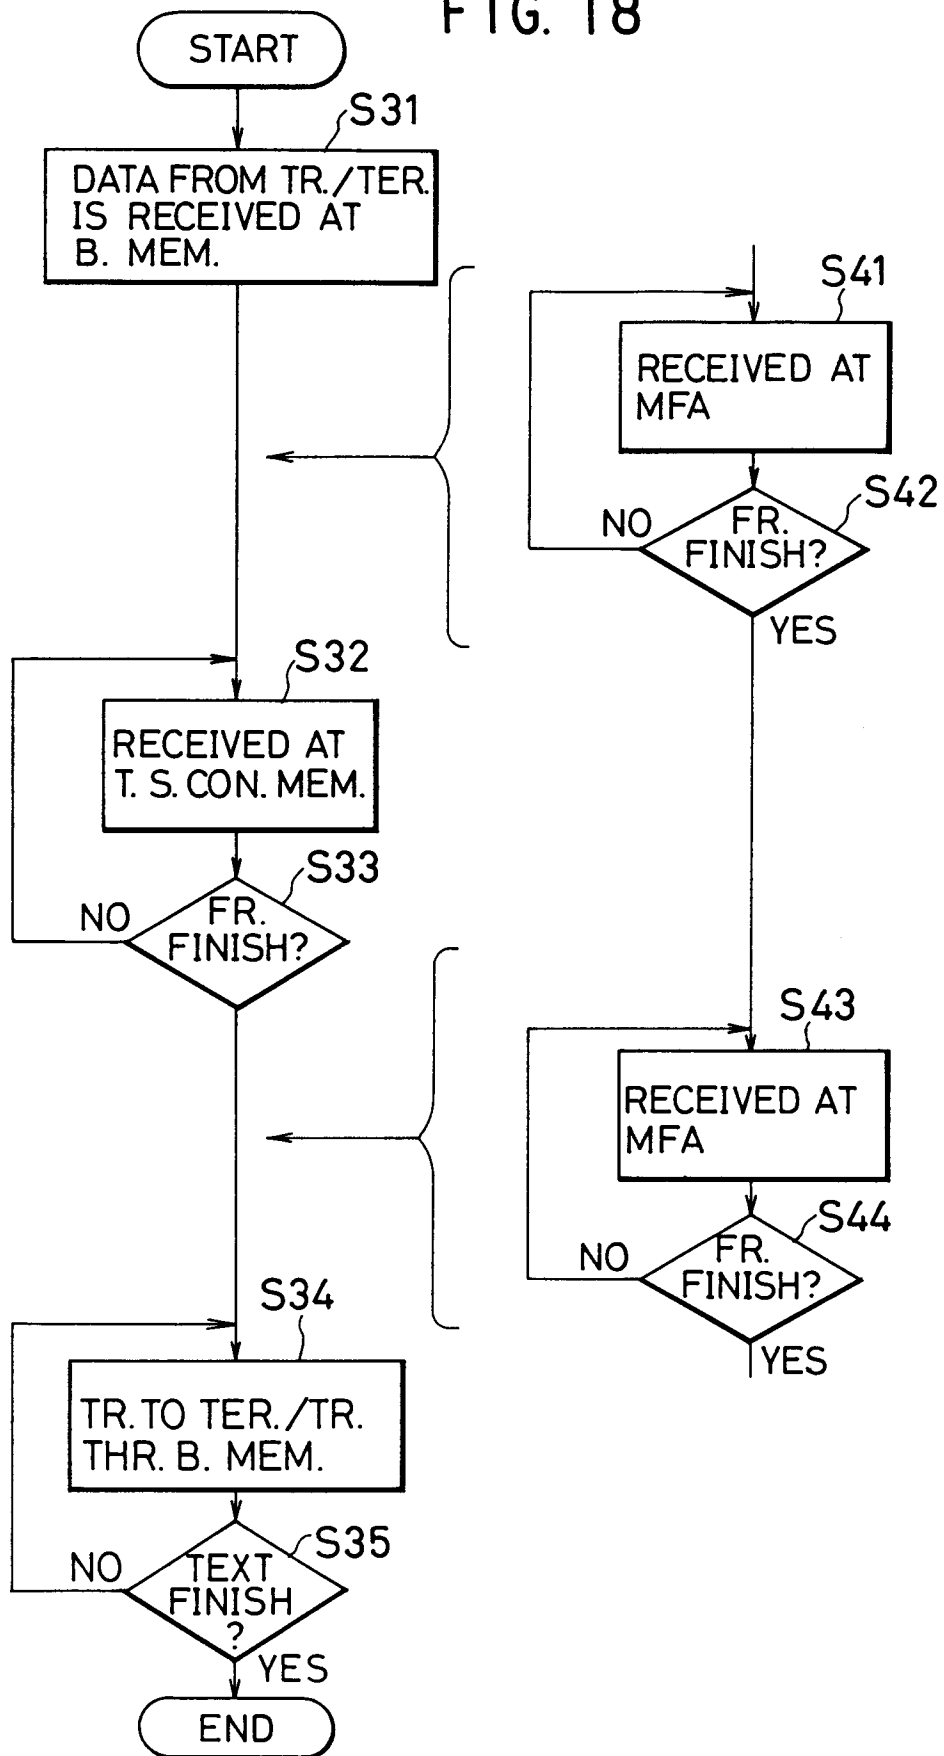 FIG. 18
START
S31
DATA FROM TR./TER.
IS RECEIVED AT
B. MEM.
S32
RECEIVED AT
T. S. CON. MEM.
S33
FR.
FINISH?
NO
S34
TR. TO TER./TR.
THR. B. MEM.
S35
TEXT
FINISH
?
NO
YES
END
S41
RECEIVED AT
MFA
S42
FR.
FINISH?
NO
YES
S43
RECEIVED AT
MFA
S44
FR.
FINISH?
NO
YES